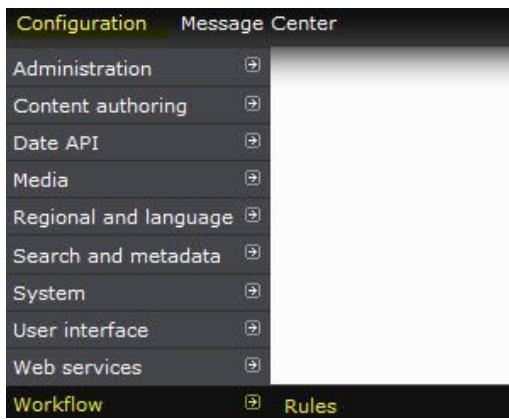 Configuration Message Center
Administration
Content authoring
Date API
Media
Regional and language
Search and metadata
System
User interface
Web services
Workflow Rules